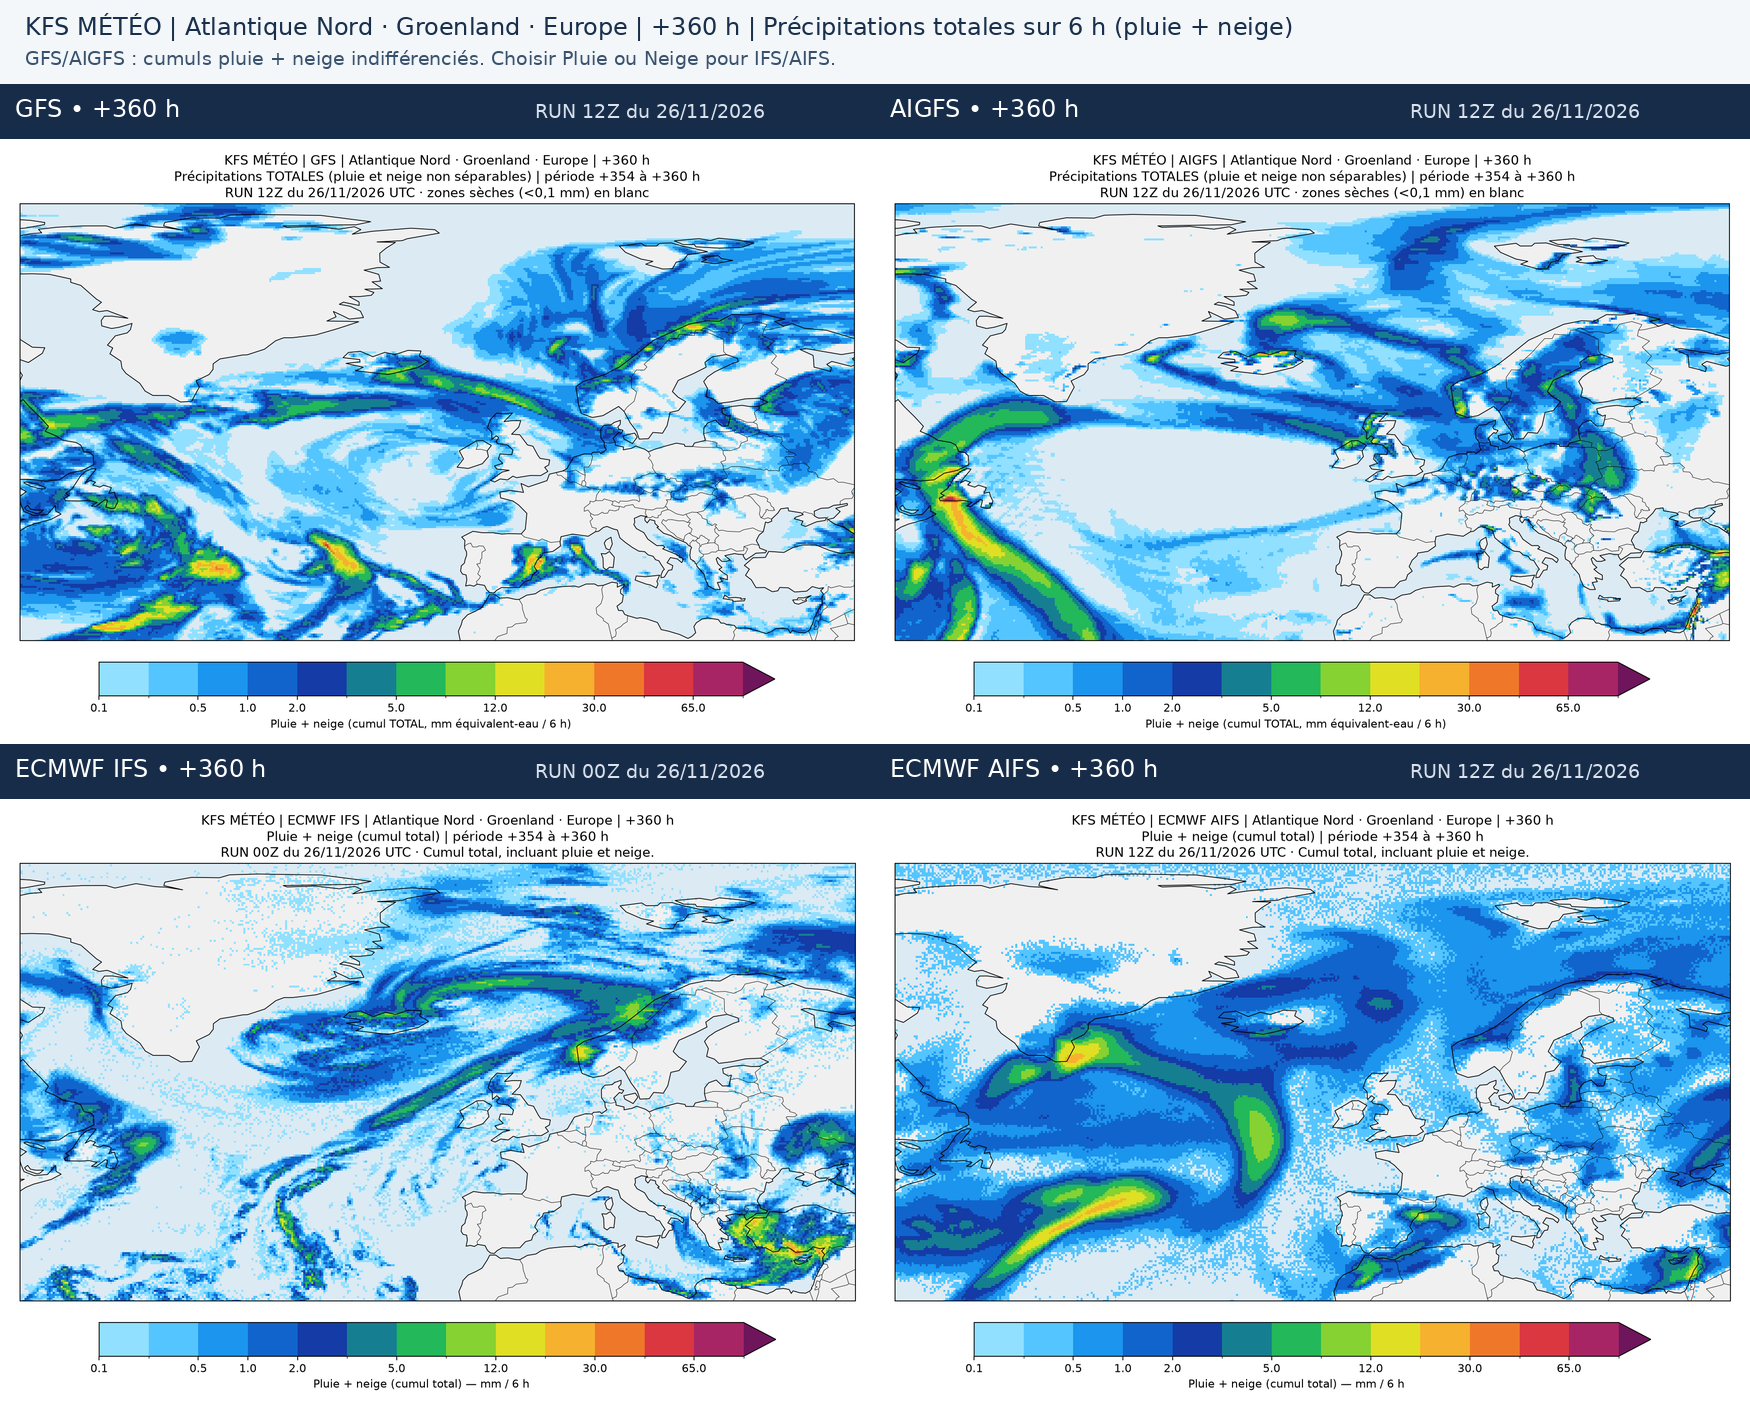 KFS MÉTÉO | Atlantique Nord · Groenland · Europe | +360 h | Précipitations totales sur 6 h (pluie + neige)
GFS/AIGFS : cumuls pluie + neige indifférenciés. Choisir Pluie ou Neige pour IFS/AIFS.
GFS • +360 h
RUN 12Z du 26/11/2026
AIGFS • +360 h
RUN 12Z du 26/11/2026
KFS MÉTÉO | GFS | Atlantique Nord · Groenland · Europe | +360 h
Précipitations TOTALES (pluie et neige non séparables) | période +354 à +360 h
RUN 12Z du 26/11/2026 UTC · zones sèches (<0,1 mm) en blanc
KFS MÉTÉO | AIGFS | Atlantique Nord · Groenland · Europe | +360 h
Précipitations TOTALES (pluie et neige non séparables) | période +354 à +360 h
RUN 12Z du 26/11/2026 UTC · zones sèches (<0,1 mm) en blanc
0.1 0.5 1.0 2.0 5.0 12.0 30.0 65.0
Pluie + neige (cumul TOTAL, mm équivalent-eau / 6 h)
0.1 0.5 1.0 2.0 5.0 12.0 30.0 65.0
Pluie + neige (cumul TOTAL, mm équivalent-eau / 6 h)
ECMWF IFS • +360 h
RUN 00Z du 26/11/2026
ECMWF AIFS • +360 h
RUN 12Z du 26/11/2026
KFS MÉTÉO | ECMWF IFS | Atlantique Nord · Groenland · Europe | +360 h
Pluie + neige (cumul total) | période +354 à +360 h
RUN 00Z du 26/11/2026 UTC · Cumul total, incluant pluie et neige.
KFS MÉTÉO | ECMWF AIFS | Atlantique Nord · Groenland · Europe | +360 h
Pluie + neige (cumul total) | période +354 à +360 h
RUN 12Z du 26/11/2026 UTC · Cumul total, incluant pluie et neige.
0.1 0.5 1.0 2.0 5.0 12.0 30.0 65.0
Pluie + neige (cumul total) — mm / 6 h
0.1 0.5 1.0 2.0 5.0 12.0 30.0 65.0
Pluie + neige (cumul total) — mm / 6 h